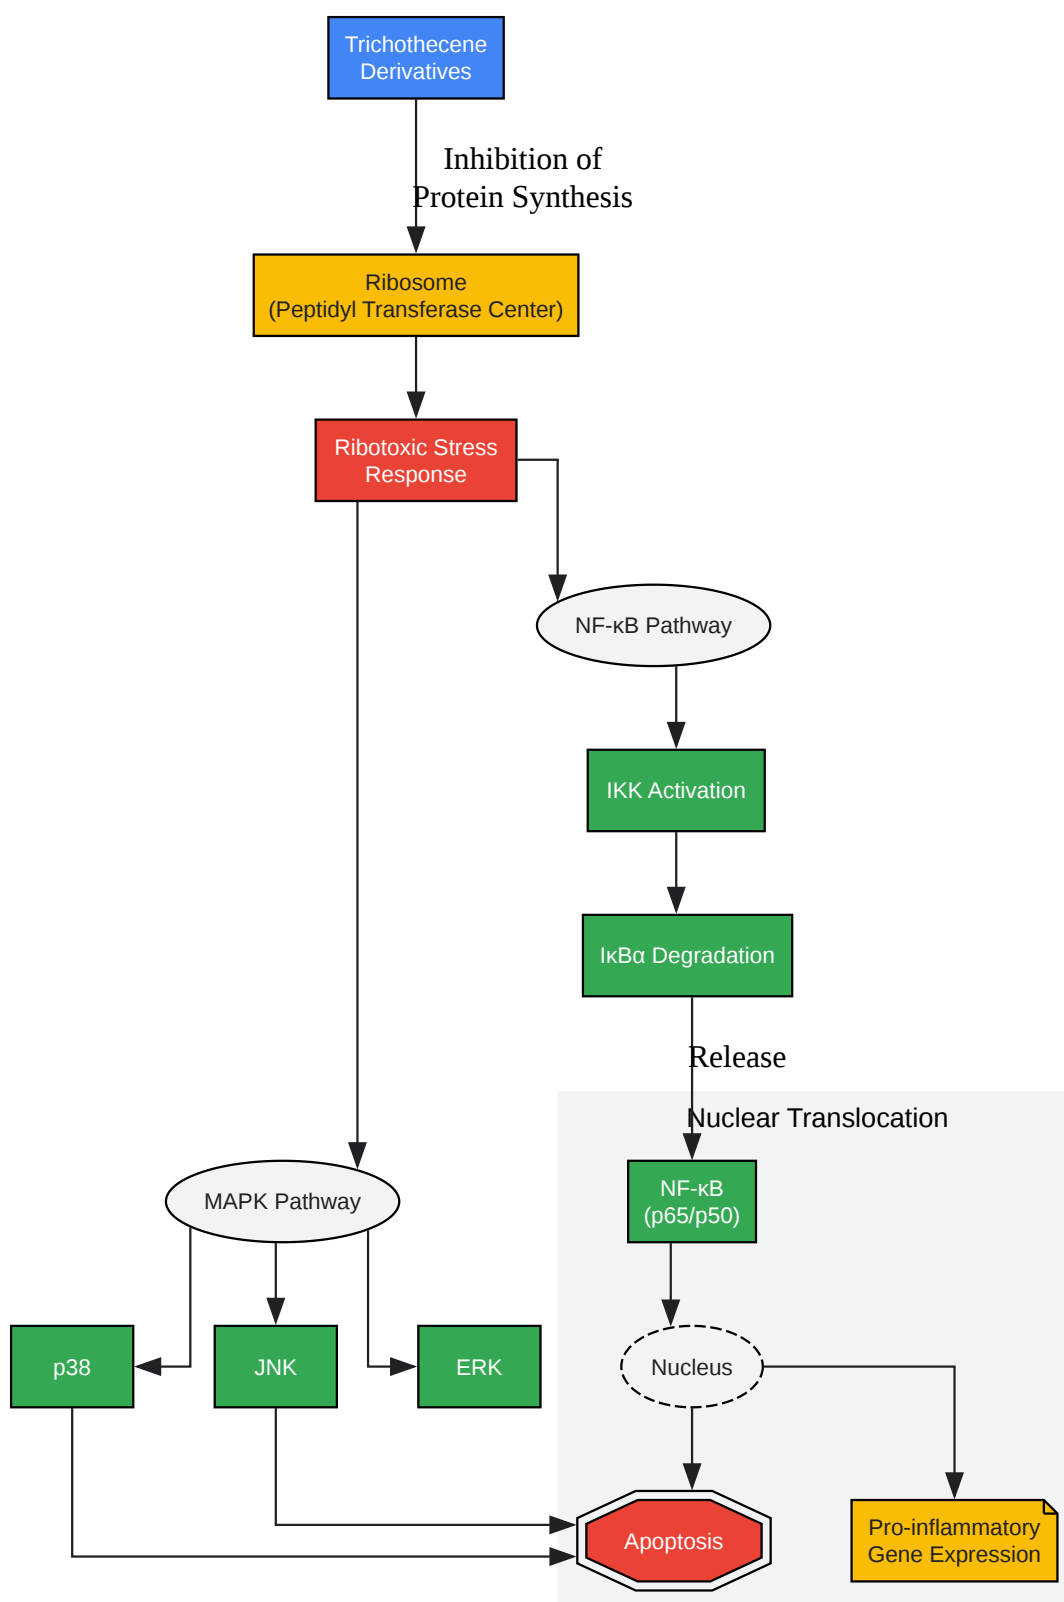 Trichothecene
Derivatives
Inhibition of
Protein Synthesis
Ribosome
(Peptidyl Transferase Center)
Ribotoxic Stress
Response
NF-κB Pathway
IKK Activation
IκBα Degradation
Release
Nuclear Translocation
NF-κB
(p65/p50)
MAPK Pathway
p38
JNK
ERK
Nucleus
Apoptosis
Pro-inflammatory
Gene Expression